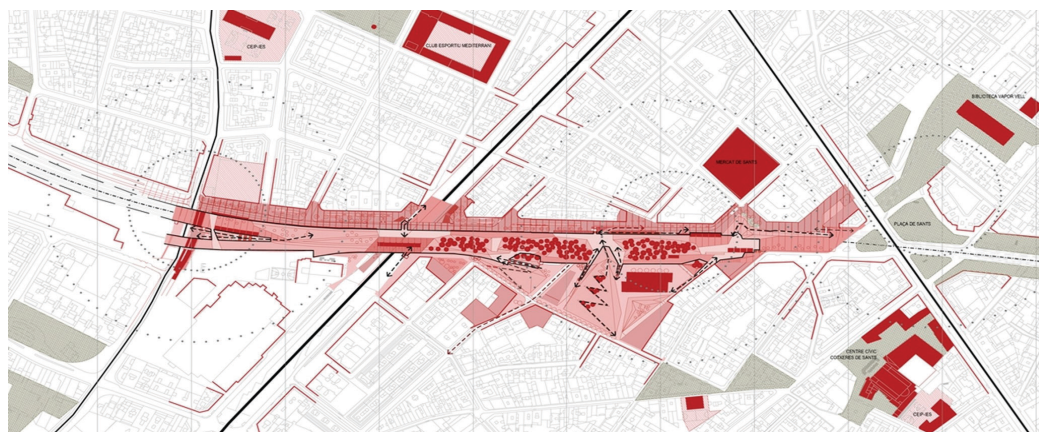 CEIP-IES
CLUB ESPORTIU MEDITERRANI
BIBLIOTECA VAPOR VELL
MERCAT DE SANTS
PLAÇA DE SANTS
CENTRE CIVIC
COTXERES DE SANTS
CEIP-IES